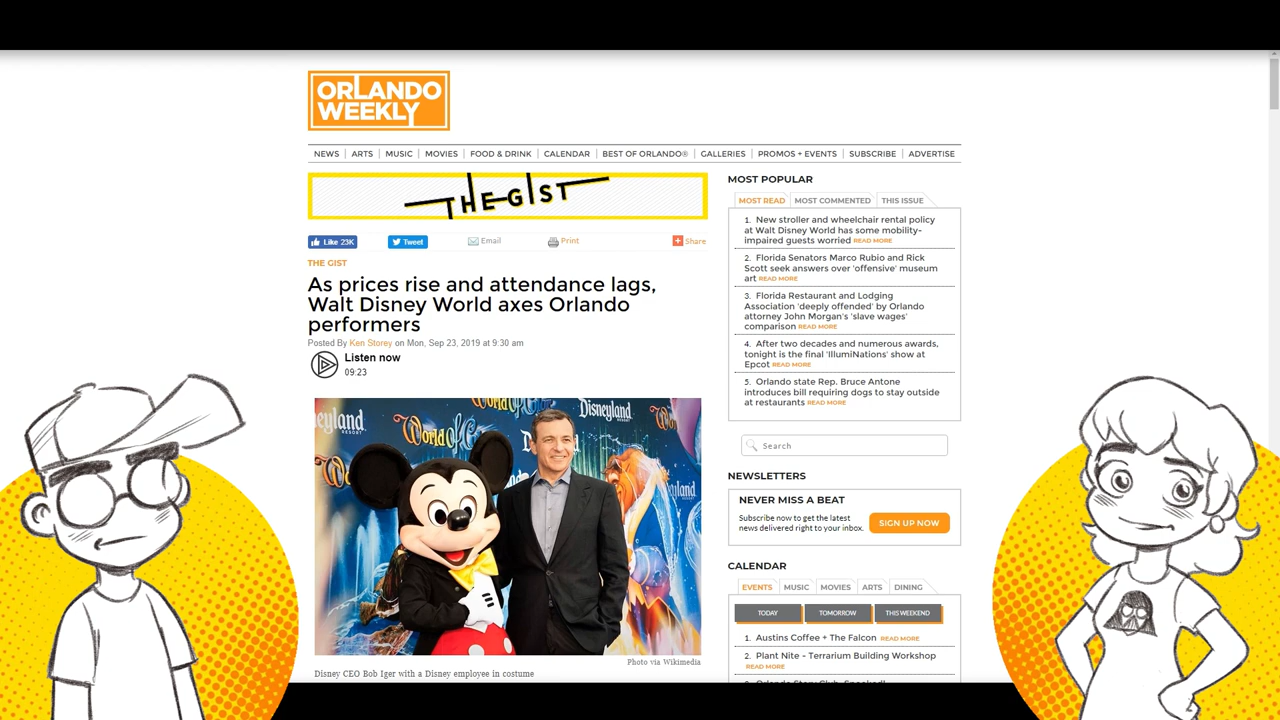 ORLANDO
WEEKLY
NEWS
ARTS
MUSIC
MOVIES
FOOD & DRINK
CALENDAR
BEST OF ORLANDO®
GALLERIES
PROMOS + EVENTS
SUBSCRIBE
ADVERTISE
THE GIST
Like 23K
Tweet
Email
Print
Share
THE GIST
As prices rise and attendance lags,
Walt Disney World axes Orlando
performers
Posted By Ken Storey on Mon, Sep 23, 2019 at 9:30 am
Listen now
09:23
Disneyland
RESORT
World of
Photo via Wikimedia
Disney CEO Bob Iger with a Disney employee in costume
MOST POPULAR
MOST READ
MOST COMMENTED
THIS ISSUE
1. New stroller and wheelchair rental policy
at Walt Disney World has some mobility-
impaired guests worried READ MORE
2. Florida Senators Marco Rubio and Rick
Scott seek answers over 'offensive' museum
art READ MORE
3. Florida Restaurant and Lodging
Association 'deeply offended' by Orlando
attorney John Morgan's 'slave wages'
comparison READ MORE
4. After two decades and numerous awards,
tonight is the final 'IllumiNations' show at
Epcot READ MORE
5. Orlando state Rep. Bruce Antone
introduces bill requiring dogs to stay outside
at restaurants READ MORE
Search
NEWSLETTERS
NEVER MISS A BEAT
Subscribe now to get the latest
news delivered right to your inbox.
SIGN UP NOW
CALENDAR
EVENTS
MUSIC
MOVIES
ARTS
DINING
TODAY
TOMORROW
THIS WEEKEND
1. Austins Coffee + The Falcon READ MORE
2. Plant Nite - Terrarium Building Workshop
READ MORE